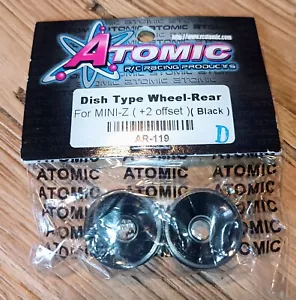 ATOMIC
R/C RACING PRODUCTS
Dish Type Wheel-Rear
For MINI-Z ( +2 offset )( Black )
AR-119
D
ATOMIC ATOMIC ATOMIC
ATOMIC
ATOMIC
ATOMIC
ATOMIC